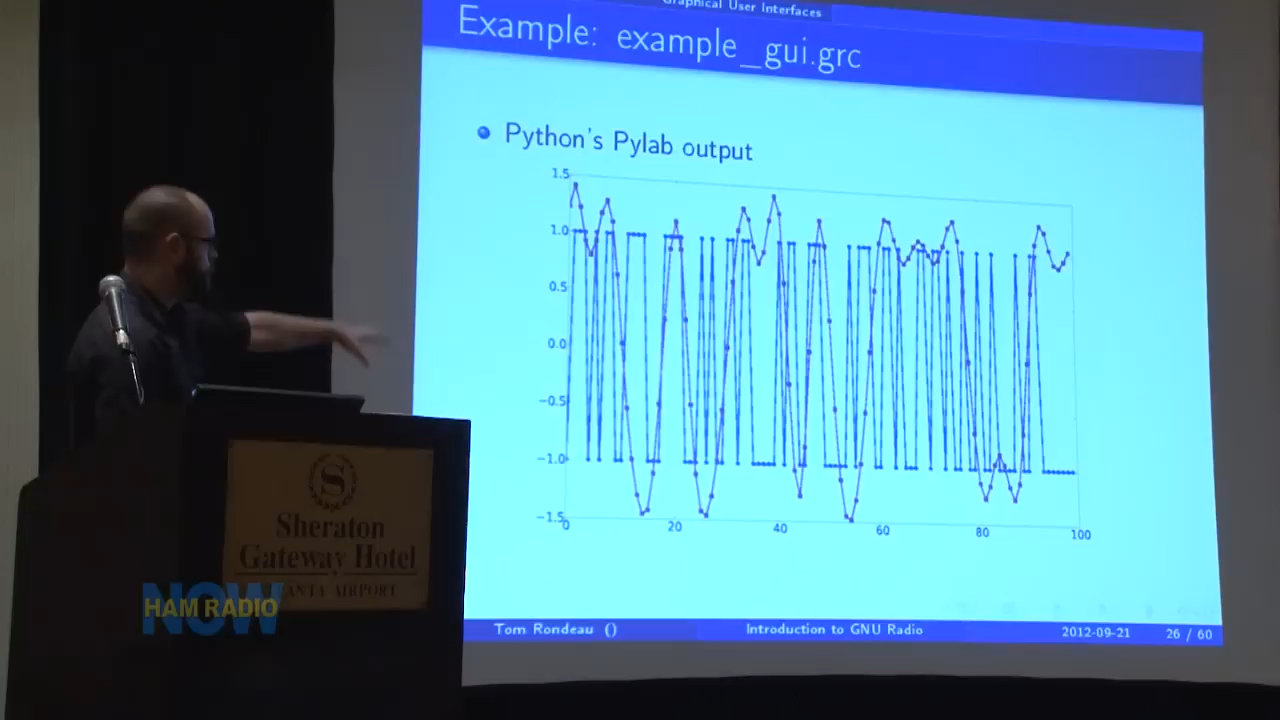 Graphical User Interfaces
Example: example_gui.grc
Python's Pylab output
1.5
1.0
0.5
0.0
−0.5
−1.0
−1.5
0
20
40
60
80
100
S
Sheraton
Gateway Hotel
ANTA AIRPORT
NOW
HAM RADIO
Tom Rondeau ()
Introduction to GNU Radio
2012-09-21
26 / 60